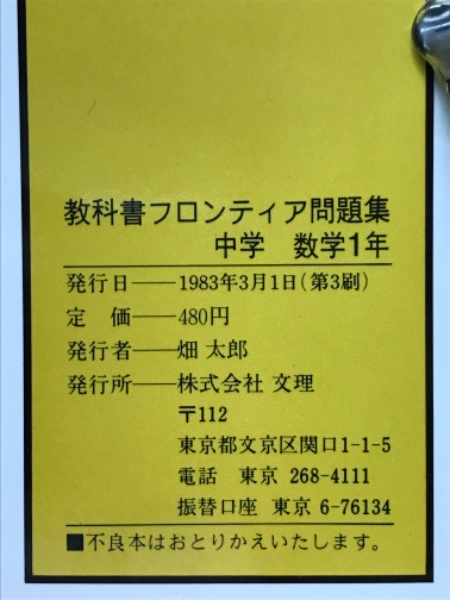 教科書フロンティア問題集
中学 数学1年
発行日──1983年3月1日(第3刷)
定 価──480円
発行者──畑 太郎
発行所──株式会社 文理
〒112
東京都文京区関口1-1-5
電話 東京 268-4111
振替口座 東京 6-76134
■不良本はおとりかえいたします。